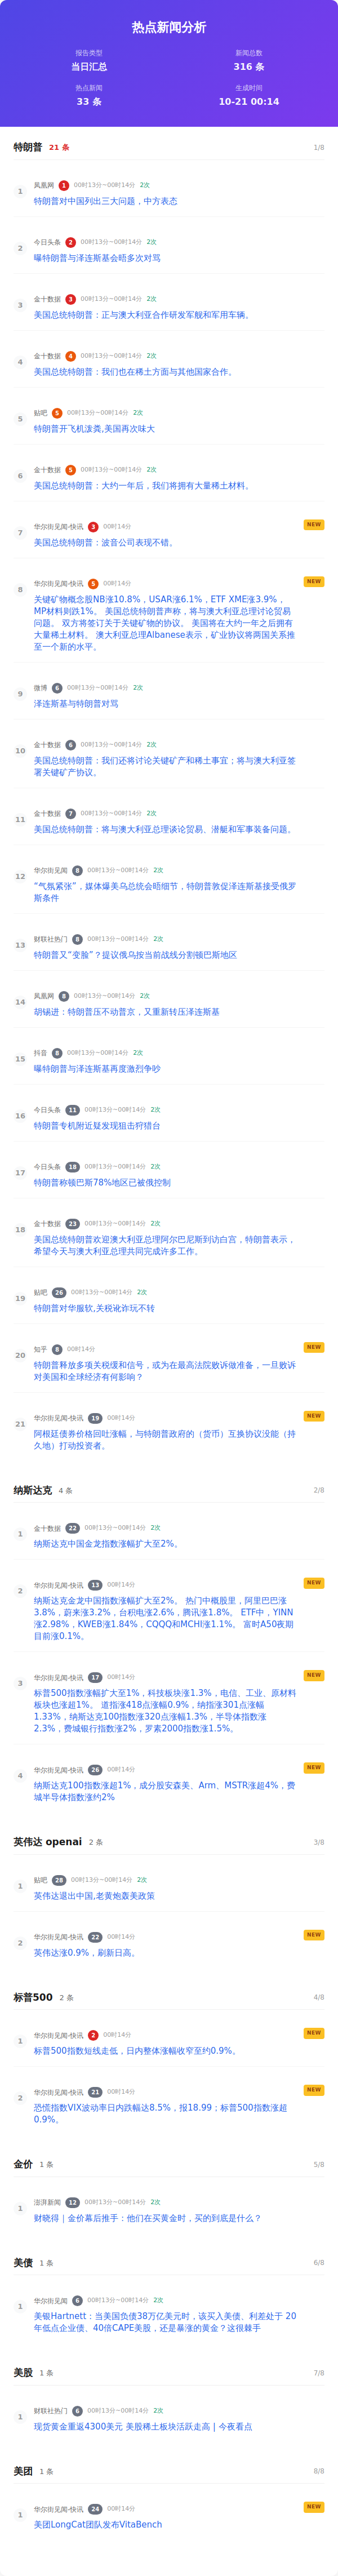 热点新闻分析
报告类型
当日汇总
新闻总数
316 条
热点新闻
33 条
生成时间
10-21 00:14
特朗普 21 条 1/8
1
凤凰网 1 00时13分~00时14分 2次
特朗普对中国列出三大问题，中方表态
2
今日头条 2 00时13分~00时14分 2次
曝特朗普与泽连斯基会晤多次对骂
3
金十数据 3 00时13分~00时14分 2次
美国总统特朗普：正与澳大利亚合作研发军舰和军用车辆。
4
金十数据 4 00时13分~00时14分 2次
美国总统特朗普：我们也在稀土方面与其他国家合作。
5
贴吧 5 00时13分~00时14分 2次
特朗普开飞机泼粪,美国再次味大
6
金十数据 5 00时13分~00时14分 2次
美国总统特朗普：大约一年后，我们将拥有大量稀土材料。
7
华尔街见闻-快讯 3 00时14分 NEW
美国总统特朗普：波音公司表现不错。
8
华尔街见闻-快讯 5 00时14分 NEW
关键矿物概念股NB涨10.8%，USAR涨6.1%，ETF XME涨3.9%，
MP材料则跌1%。 美国总统特朗普声称，将与澳大利亚总理讨论贸易
问题。 双方将签订关于关键矿物的协议。 美国将在大约一年之后拥有
大量稀土材料。 澳大利亚总理Albanese表示，矿业协议将两国关系推
至一个新的水平。
9
微博 6 00时13分~00时14分 2次
泽连斯基与特朗普对骂
10
金十数据 6 00时13分~00时14分 2次
美国总统特朗普：我们还将讨论关键矿产和稀土事宜；将与澳大利亚签
署关键矿产协议。
11
金十数据 7 00时13分~00时14分 2次
美国总统特朗普：将与澳大利亚总理谈论贸易、潜艇和军事装备问题。
12
华尔街见闻 8 00时13分~00时14分 2次
“气氛紧张”，媒体爆美乌总统会晤细节，特朗普敦促泽连斯基接受俄罗
斯条件
13
财联社热门 8 00时13分~00时14分 2次
特朗普又“变脸”？提议俄乌按当前战线分割顿巴斯地区
14
凤凰网 8 00时13分~00时14分 2次
胡锡进：特朗普压不动普京，又重新转压泽连斯基
15
抖音 8 00时13分~00时14分 2次
曝特朗普与泽连斯基再度激烈争吵
16
今日头条 11 00时13分~00时14分 2次
特朗普专机附近疑发现狙击狩猎台
17
今日头条 18 00时13分~00时14分 2次
特朗普称顿巴斯78%地区已被俄控制
18
金十数据 23 00时13分~00时14分 2次
美国总统特朗普欢迎澳大利亚总理阿尔巴尼斯到访白宫，特朗普表示，
希望今天与澳大利亚总理共同完成许多工作。
19
贴吧 26 00时13分~00时14分 2次
特朗普对华服软,关税讹诈玩不转
20
知乎 8 00时14分 NEW
特朗普释放多项关税缓和信号，或为在最高法院败诉做准备，一旦败诉
对美国和全球经济有何影响？
21
华尔街见闻-快讯 19 00时14分 NEW
阿根廷债券价格回吐涨幅，与特朗普政府的（货币）互换协议没能（持
久地）打动投资者。
纳斯达克 4 条 2/8
1
金十数据 22 00时13分~00时14分 2次
纳斯达克中国金龙指数涨幅扩大至2%。
2
华尔街见闻-快讯 13 00时14分 NEW
纳斯达克金龙中国指数涨幅扩大至2%。 热门中概股里，阿里巴巴涨
3.8%，蔚来涨3.2%，台积电涨2.6%，腾讯涨1.8%。 ETF中，YINN
涨2.98%，KWEB涨1.84%，CQQQ和MCHI涨1.1%。 富时A50夜期
目前涨0.1%。
3
华尔街见闻-快讯 17 00时14分 NEW
标普500指数涨幅扩大至1%，科技板块涨1.3%，电信、工业、原材料
板块也涨超1%。 道指涨418点涨幅0.9%，纳指涨301点涨幅
1.33%，纳斯达克100指数涨320点涨幅1.3%，半导体指数涨
2.3%，费城银行指数涨2%，罗素2000指数涨1.5%。
4
华尔街见闻-快讯 26 00时14分 NEW
纳斯达克100指数涨超1%，成分股安森美、Arm、MSTR涨超4%，费
城半导体指数涨约2%
英伟达 openai 2 条 3/8
1
贴吧 28 00时13分~00时14分 2次
英伟达退出中国,老黄炮轰美政策
2
华尔街见闻-快讯 22 00时14分 NEW
英伟达涨0.9%，刷新日高。
标普500 2 条 4/8
1
华尔街见闻-快讯 2 00时14分 NEW
标普500指数短线走低，日内整体涨幅收窄至约0.9%。
2
华尔街见闻-快讯 21 00时14分 NEW
恐慌指数VIX波动率日内跌幅达8.5%，报18.99；标普500指数涨超
0.9%。
金价 1 条 5/8
1
澎湃新闻 12 00时13分~00时14分 2次
财晓得｜金价幕后推手：他们在买黄金时，买的到底是什么？
美债 1 条 6/8
1
华尔街见闻 6 00时13分~00时14分 2次
美银Hartnett：当美国负债38万亿美元时，该买入美债、利差处于 20
年低点企业债、40倍CAPE美股，还是暴涨的黄金？这很棘手
美股 1 条 7/8
1
财联社热门 6 00时13分~00时14分 2次
现货黄金重返4300美元 美股稀土板块活跃走高 | 今夜看点
美团 1 条 8/8
1
华尔街见闻-快讯 24 00时14分 NEW
美团LongCat团队发布VitaBench